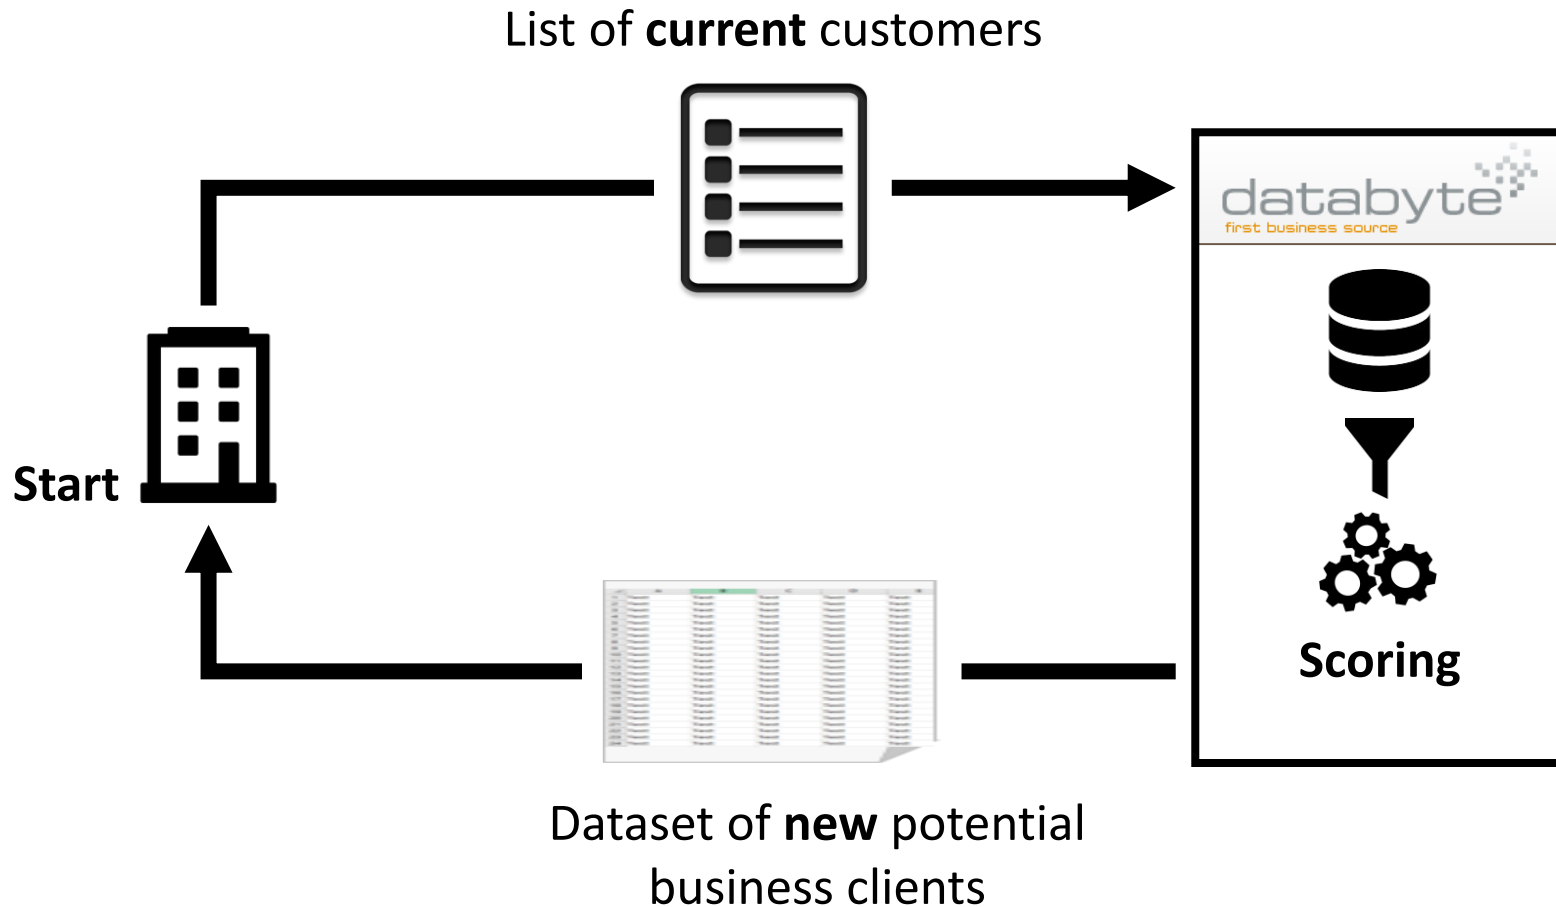 List of current customers
databyte
first business source
Start
Scoring
Dataset of new potential
business clients